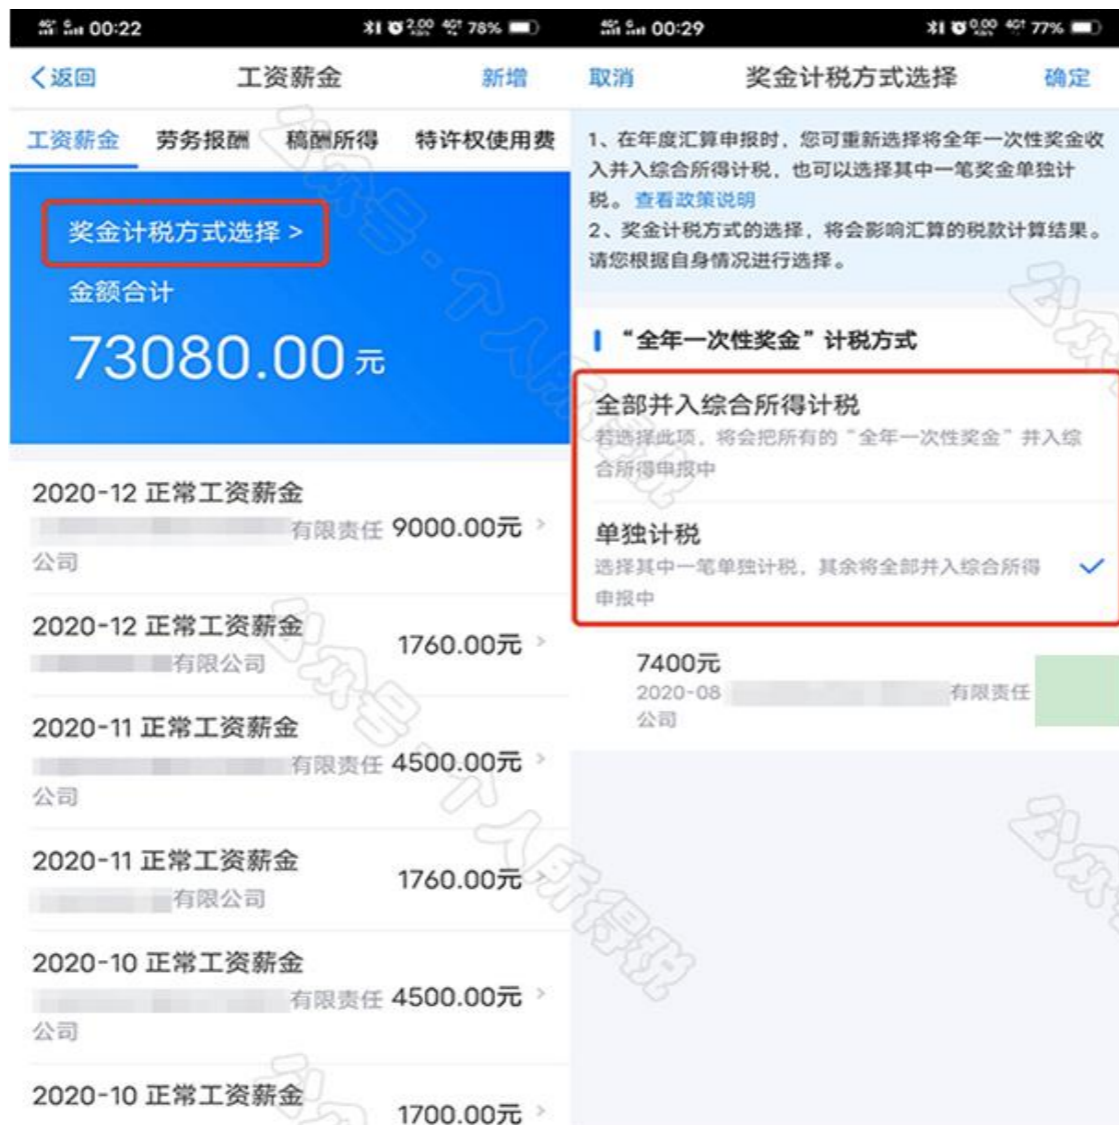 00:22
2.00
4G↑ 78%
返回
工资薪金
新增
工资薪金
劳务报酬
稿酬所得
特许权使用费
奖金计税方式选择 >
金额合计
73080.00 元
2020-12 正常工资薪金
有限责任 9000.00元
公司
2020-12 正常工资薪金
1760.00元
有限公司
2020-11 正常工资薪金
有限责任 4500.00元
公司
2020-11 正常工资薪金
1760.00元
有限公司
2020-10 正常工资薪金
有限责任 4500.00元
公司
2020-10 正常工资薪金
1700.00元
00:29
0.00
4G↑ 77%
取消
奖金计税方式选择
确定
1、在年度汇算申报时，您可重新选择将全年一次性奖金收
入并入综合所得计税，也可以选择其中一笔奖金单独计
税。查看政策说明
2、奖金计税方式的选择，将会影响汇算的税款计算结果。
请您根据自身情况进行选择。
“全年一次性奖金”计税方式
全部并入综合所得计税
若选择此项，将会把所有的“全年一次性奖金”并入综
合所得申报中
单独计税
选择其中一笔单独计税，其余将全部并入综合所得
申报中
7400元
2020-08 有限责任
公司
公众号·个人所得税